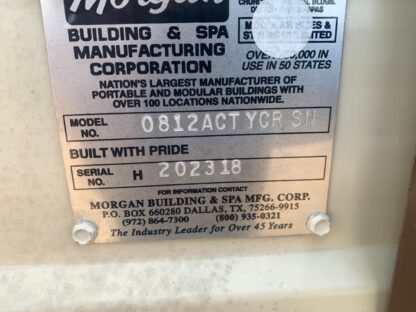 Morgan
BUILDING & SPA
MANUFACTURING
CORPORATION
IN USE IN 50 STATES
NATION'S LARGEST MANUFACTURER OF
PORTABLE AND MODULAR BUILDINGS WITH
OVER 100 LOCATIONS NATIONWIDE.
MODEL NO. 0812ACT YCR SN
BUILT WITH PRIDE
SERIAL NO. H 202318
FOR INFORMATION CONTACT
MORGAN BUILDING & SPA MFG. CORP.
P.O. BOX 660280 DALLAS, TX, 75266-9915
(972) 864-7300 (800) 935-0321
The Industry Leader for Over 45 Years